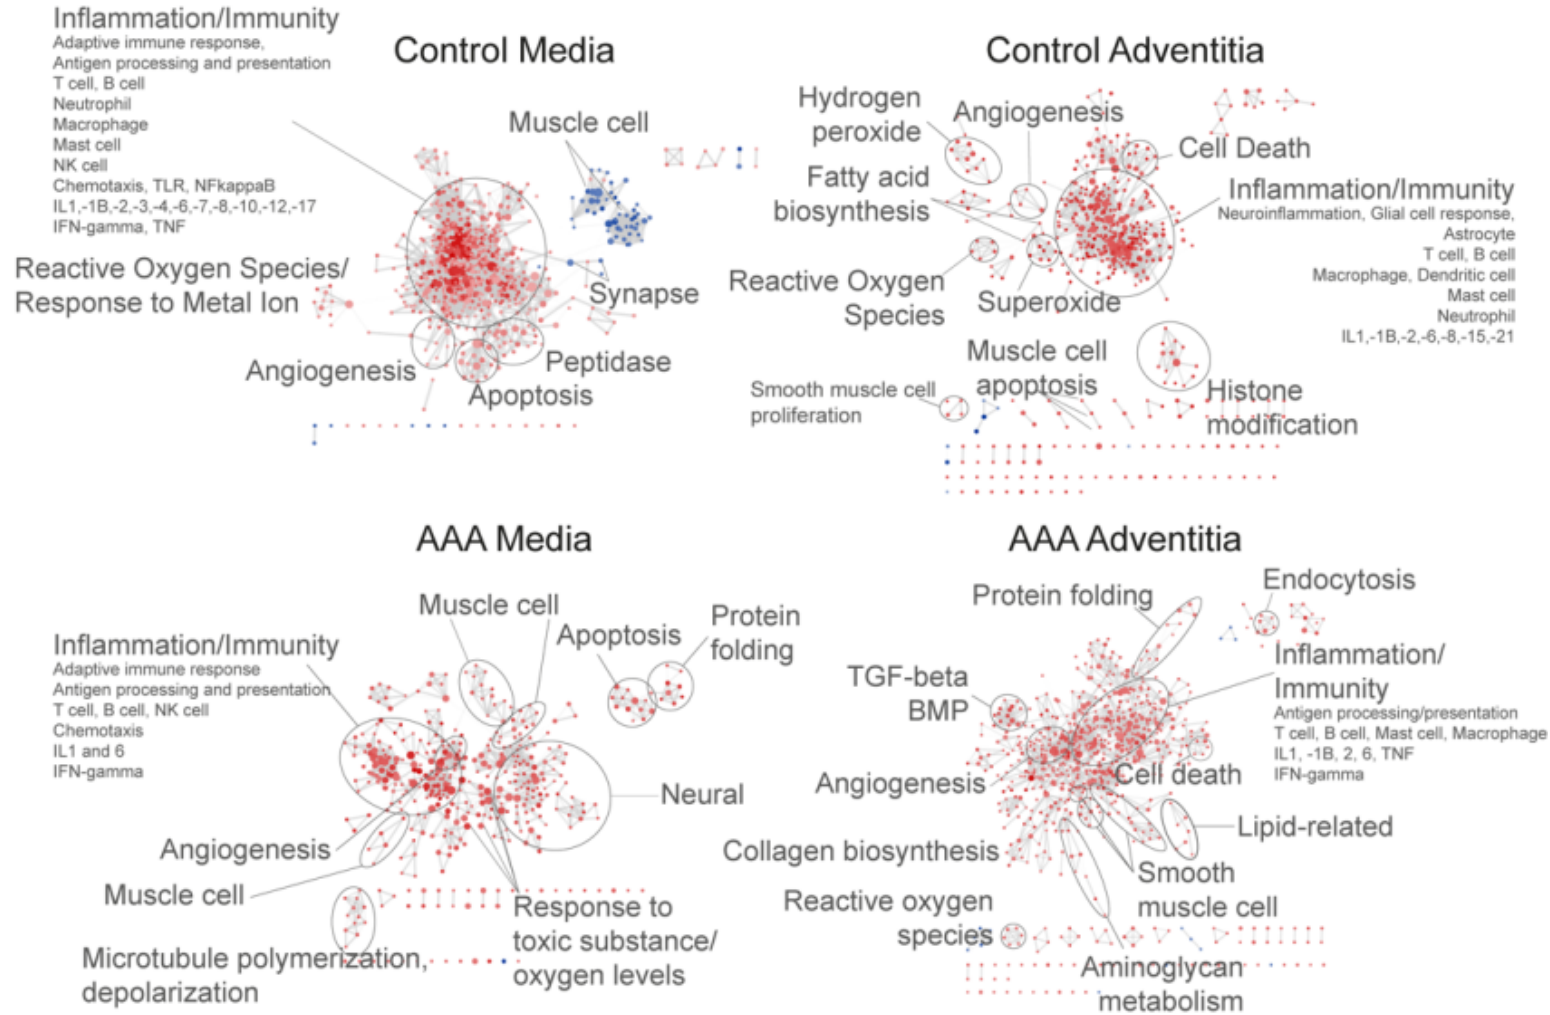 Control Media
Inflammation/Immunity
Adaptive immune response,
Antigen processing and presentation
T cell, B cell
Neutrophil
Macrophage
Mast cell
NK cell
Chemotaxis, TLR, NFkappaB
IL1,-1B,-2,-3,-4,-6,-7,-8,-10,-12,-17
IFN-gamma, TNF
Muscle cell
Reactive Oxygen Species/
Response to Metal Ion
Synapse
Angiogenesis
Peptidase
Apoptosis
Control Adventitia
Hydrogen
peroxide
Angiogenesis
Cell Death
Fatty acid
biosynthesis
Inflammation/Immunity
Neuroinflammation, Glial cell response,
Astrocyte
T cell, B cell
Macrophage, Dendritic cell
Mast cell
Neutrophil
IL1,-1B,-2,-6,-8,-15,-21
Reactive Oxygen
Species
Superoxide
Muscle cell
apoptosis
Smooth muscle cell
proliferation
Histone
modification
AAA Media
Muscle cell
Apoptosis
Protein
folding
Inflammation/Immunity
Adaptive immune response
Antigen processing and presentation
T cell, B cell, NK cell
Chemotaxis
IL1 and 6
IFN-gamma
Neural
Angiogenesis
Muscle cell
Response to
toxic substance/
oxygen levels
Microtubule polymerization,
depolarization
AAA Adventitia
Protein folding
Endocytosis
TGF-beta
BMP
Inflammation/
Immunity
Antigen processing/presentation
T cell, B cell, Mast cell, Macrophage
IL1, -1B, 2, 6, TNF
IFN-gamma
Angiogenesis
Cell death
Collagen biosynthesis
Lipid-related
Smooth
muscle cell
Reactive oxygen
species
Aminoglycan
metabolism